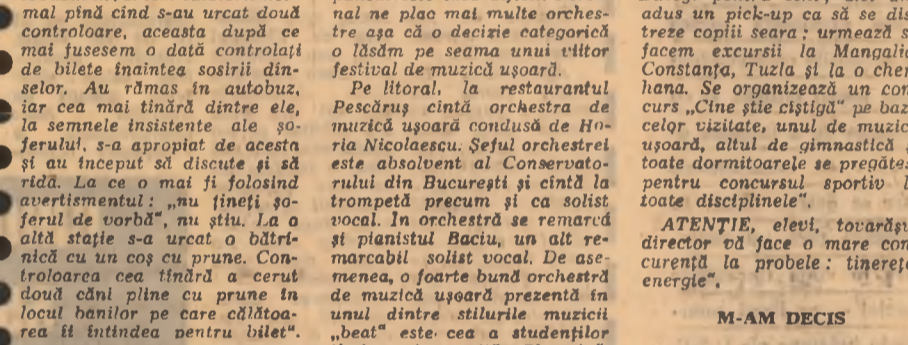 mal pînă cînd s-au urcat două
controloare, aceasta după ce
mai fusesem o dată controlați
de bilete înaintea sosirii din-
selor. Au rămas în autobuz,
iar cea mai tînără dintre ele,
la semnele insistente ale șo-
ferului, s-a apropiat de acesta
și au început să discute și să
rîdă. La ce o mai fi folosind
avertismentul: „nu țineți șo-
ferul de vorbă", nu știu. La o
altă stație s-a urcat o bătrî-
nică cu un coș cu prune. Con-
troloarea cea tînără a cerut
două căni pline cu prune în
locul banilor pe care călătoa-
rea îi întindea pentru bilet".
nal ne plac mai multe orches-
tre așa că o decizie categorică
o lăsăm pe seama unui viitor
festival de muzică ușoară.
Pe litoral, la restaurantul
Pescăruș cîntă orchestra de
muzică ușoară condusă de Ho-
ria Nicolaescu. Șeful orchestrei
este absolvent al Conservato-
rului din București și cîntă la
trompetă precum și ca solist
vocal. In orchestră se remarcă
și pianistul Baciu, un alt re-
marcabil solist vocal. De ase-
menea, o foarte bună orchestră
de muzică ușoară prezentă în
unul dintre stilurile muzicii
„beat" este cea a studenților
adus un pick-up ca să se dis
treze copiii seara; urmează s
facem excursii la Mangalia
Constanța, Tuzla și la o cher
hana. Se organizează un con
curs „Cine știe cîștigă" pe baz
celor vizitate, unul de muzic
ușoară, altul de gimnastică ș
toate dormitoarele se pregătes
pentru concursul sportiv l
toate disciplinele".
ATENȚIE, elevi, tovarășu
director vă face o mare con
curență la probele: tinerețe
energie".
M-AM DECIS